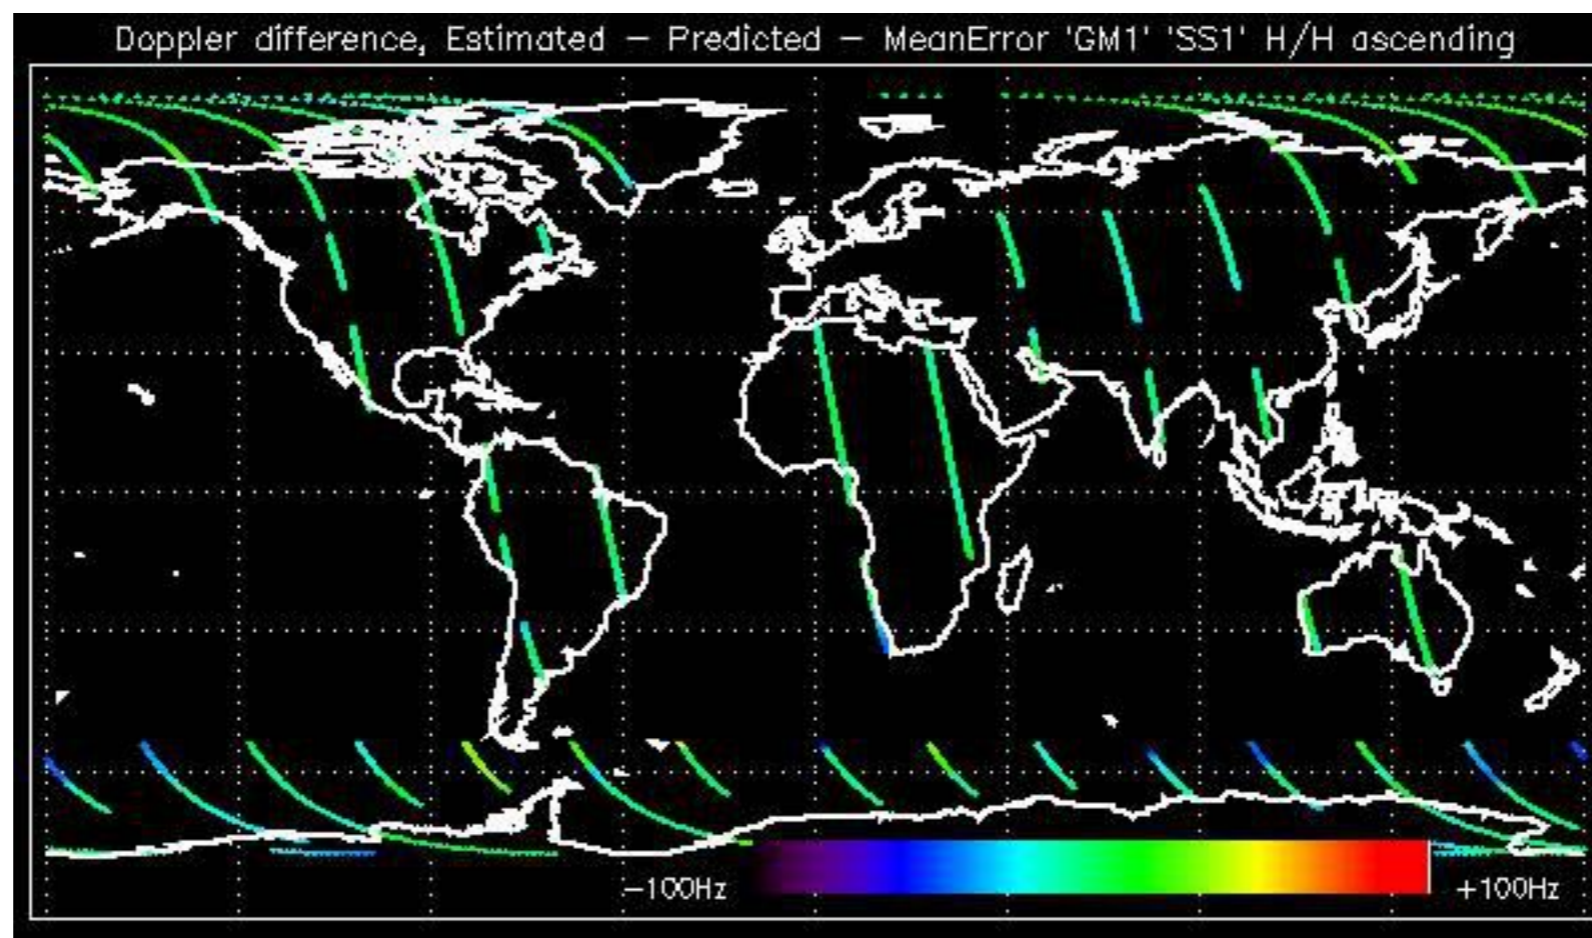 Doppler difference, Estimated – Predicted – MeanError 'GM1' 'SS1' H/H ascending
–100Hz
+100Hz